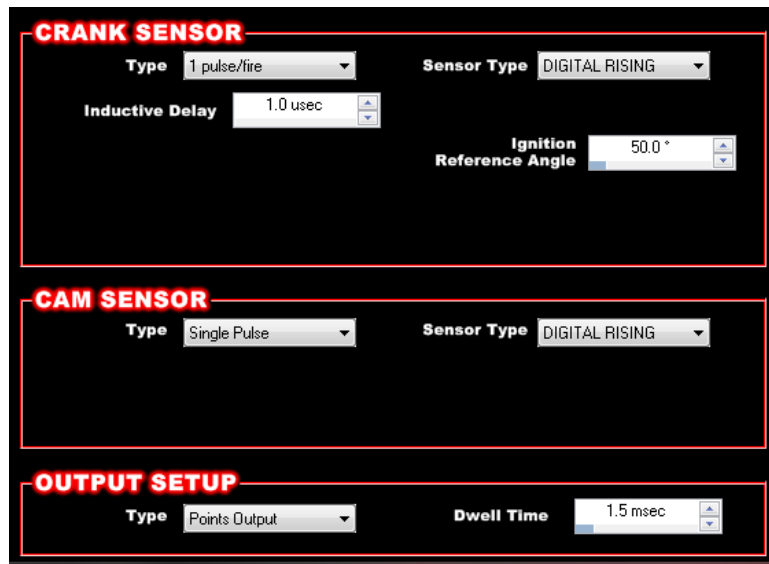 CRANK SENSOR
Type 1 pulse/fire Sensor Type DIGITAL RISING
Inductive Delay 1.0 usec
Ignition
Reference Angle 50.0 °
CAM SENSOR
Type Single Pulse Sensor Type DIGITAL RISING
OUTPUT SETUP
Type Points Output Dwell Time 1.5 msec